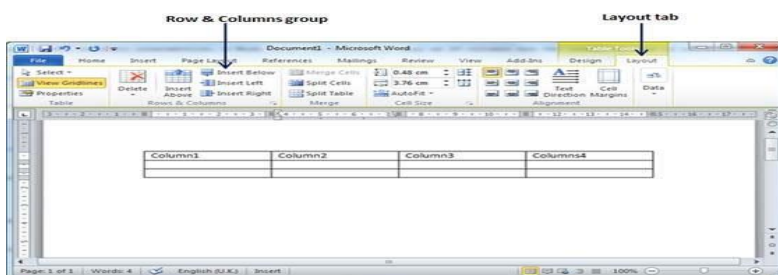 Row & Columns group Layout tab
Document1 - Microsoft Word Table Tools
File Home Insert Page Layout References Mailings Review View Add-Ins Design Layout
Select Insert Below Merge Cells 0.48 cm
View Gridlines Delete Insert Above Insert Left Split Cells 3.76 cm Text Direction Cell Margins Data
Properties Insert Right Split Table AutoFit
Table Rows & Columns Merge Cell Size Alignment
Column1 Column2 Column3 Columns4
Page: 1 of 1 Words: 4 English (U.K.) Insert 100%